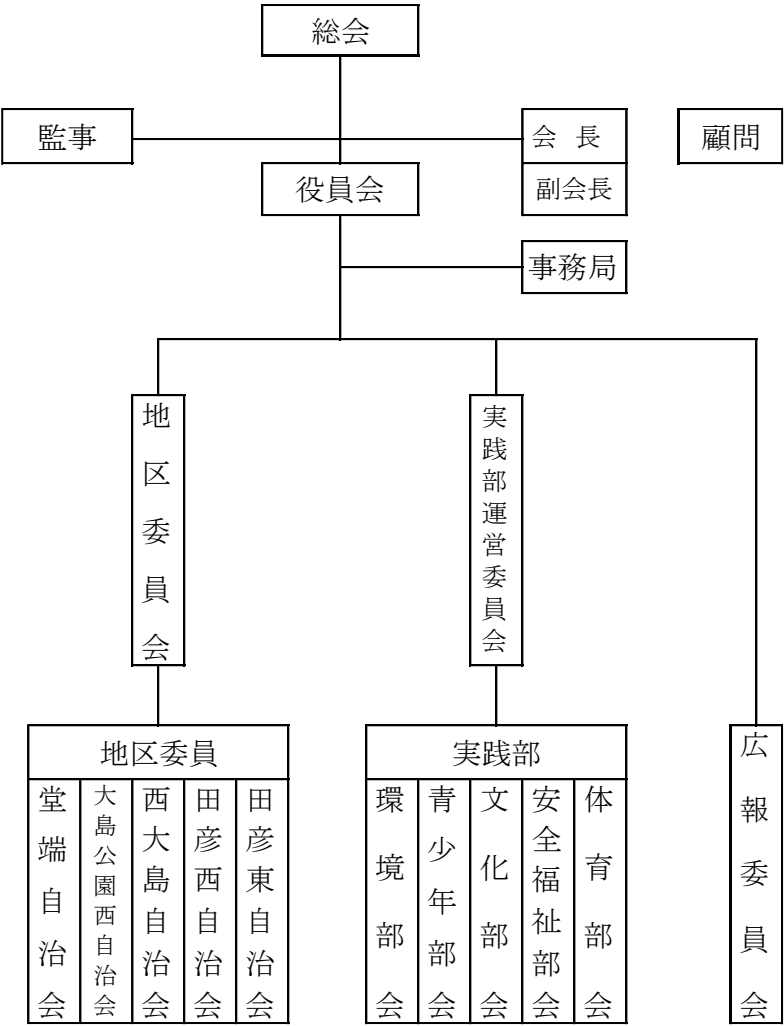 総会
監事
会 長
顧問
役員会
副会長
事務局
地区委員会
実践部運営委員会
地区委員
実践部
広報委員会
堂端自治会
大島公園西自治会
西大島自治会
田彦西自治会
田彦東自治会
環境部会
青少年部会
文化部会
安全福祉部会
体育部会